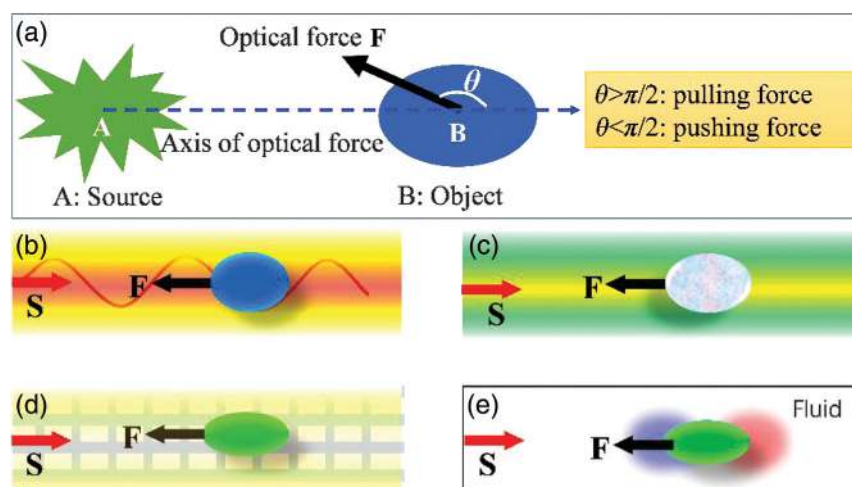 (a)
Optical force F
θ
A
B
Axis of optical force
θ>π/2: pulling force
θ<π/2: pushing force
A: Source
B: Object
(b)
F
S
(c)
F
S
(d)
F
S
(e)
Fluid
F
S